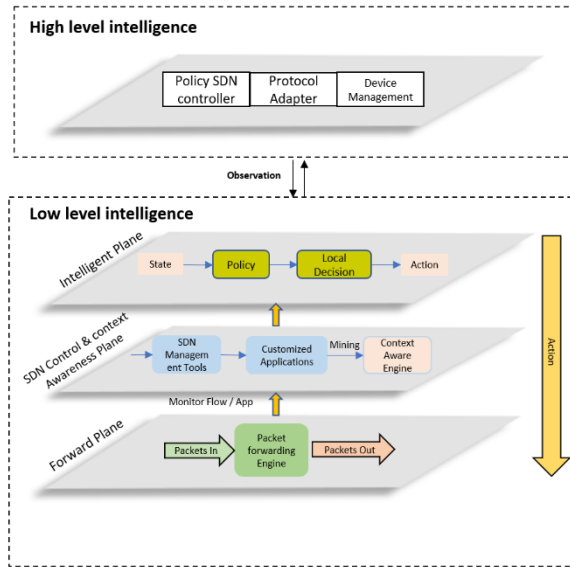 High level intelligence
Policy SDN
controller
Protocol
Adapter
Device
Management
Observation
Low level intelligence
Intelligent Plane
State
Policy
Local
Decision
Action
SDN Control & context
Awareness Plane
SDN
Managem
ent Tools
Customized
Applications
Mining
Context
Aware
Engine
Monitor Flow / App
Forward Plane
Packets In
Packet
forwarding
Engine
Packets Out
Action